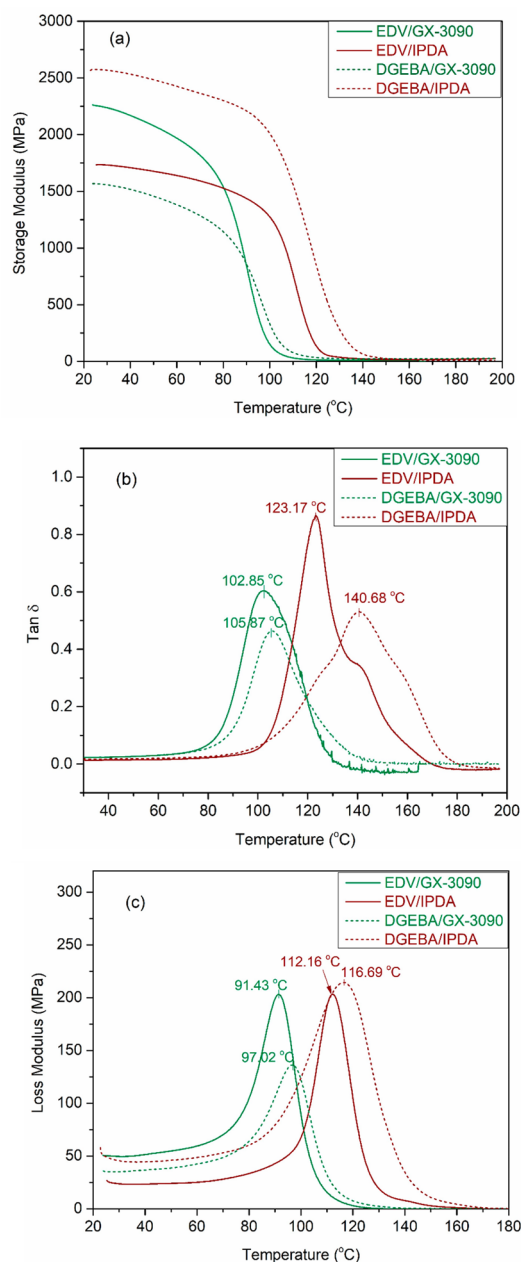 (a)
EDV/GX-3090
EDV/IPDA
DGEBA/GX-3090
DGEBA/IPDA
3000
2500
2000
1500
1000
500
0
Storage Modulus (MPa)
20 40 60 80 100 120 140 160 180 200
Temperature (°C)
(b)
EDV/GX-3090
EDV/IPDA
DGEBA/GX-3090
DGEBA/IPDA
1.0
0.8
0.6
0.4
0.2
0.0
Tan δ
123.17 °C
102.85 °C
140.68 °C
105.87 °C
40 60 80 100 120 140 160 180 200
Temperature (°C)
(c)
EDV/GX-3090
EDV/IPDA
DGEBA/GX-3090
DGEBA/IPDA
300
250
200
150
100
50
0
Loss Modulus (MPa)
112.16 °C
116.69 °C
91.43 °C
97.02 °C
20 40 60 80 100 120 140 160 180
Temperature (°C)